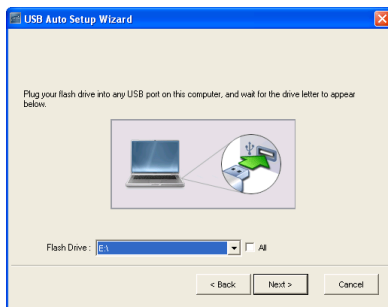 USB Auto Setup Wizard
Plug your flash drive into any USB port on this computer, and wait for the drive letter to appear
below.
Flash Drive : E:\ All
< Back Next > Cancel